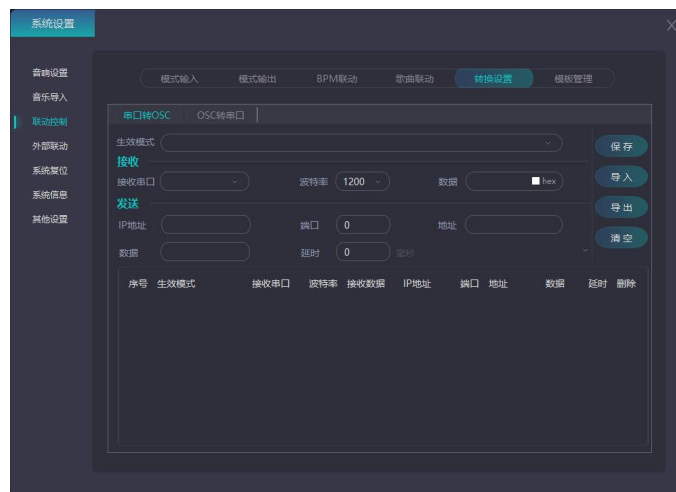 系统设置
X
音响设置
音乐导入
联动控制
外部联动
系统复位
系统信息
其他设置
模式输入 模式输出 BPM联动 歌曲联动 转换设置 模板管理
串口转OSC OSC转串口
生效模式 保存
接收
接收串口 波特率 1200 数据 hex 导入
发送 导出
IP地址 端口 0 地址
清空
数据 延时 0 毫秒
序号 生效模式 接收串口 波特率 接收数据 IP地址 端口 地址 数据 延时 删除